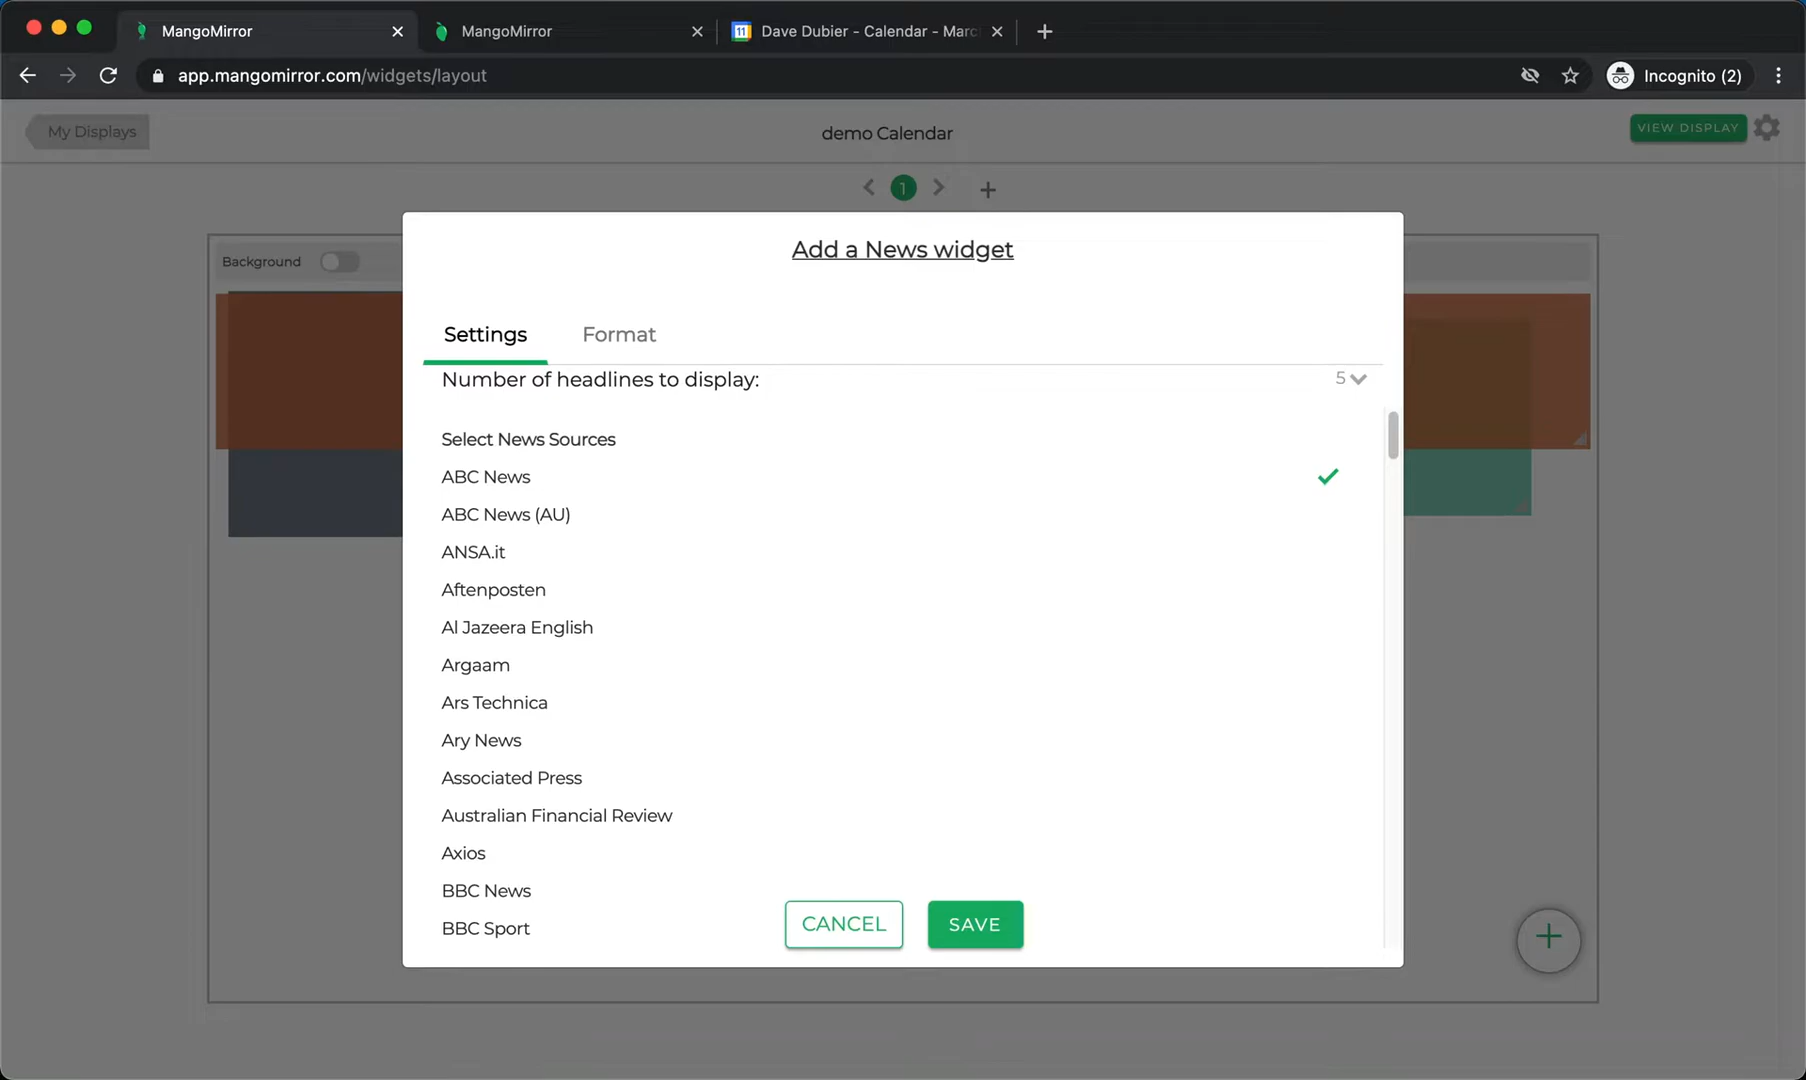 MangoMirror
MangoMirror
11
Dave Dubier - Calendar - Marc
app.mangomirror.com/widgets/layout
Incognito (2)
My Displays
demo Calendar
VIEW DISPLAY
1
Background
Add a News widget
Settings
Format
Number of headlines to display:
5
Select News Sources
ABC News
ABC News (AU)
ANSA.it
Aftenposten
Al Jazeera English
Argaam
Ars Technica
Ary News
Associated Press
Australian Financial Review
Axios
BBC News
BBC Sport
CANCEL
SAVE